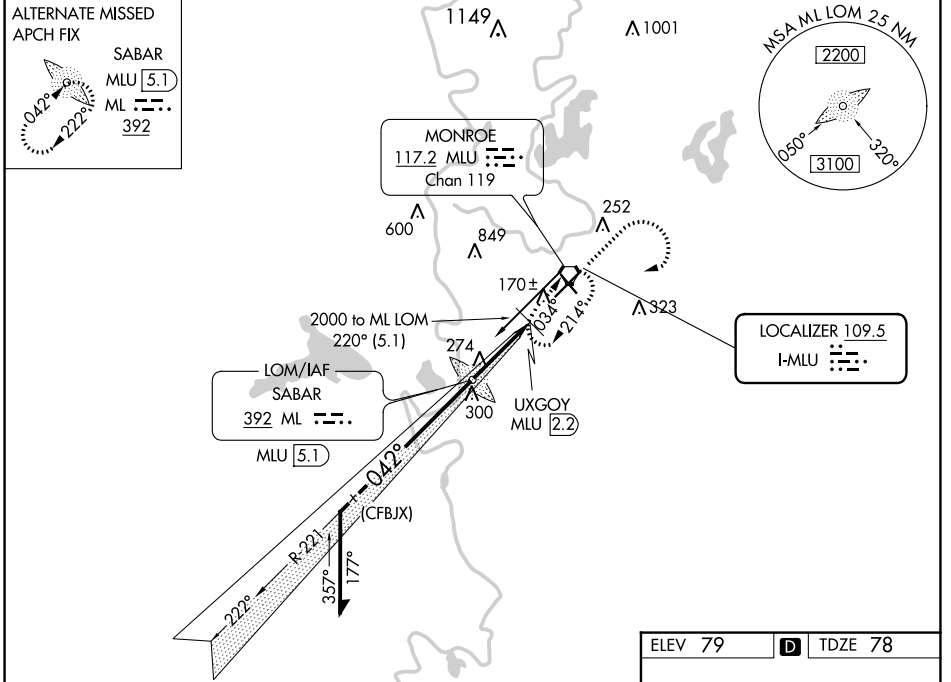 ALTERNATE MISSED
APCH FIX
SABAR
MLU 5.1
ML
392
042°
222°
1149
1001
MSA ML LOM 25 NM
2200
050°
320°
3100
MONROE
117.2 MLU
Chan 119
600
849
252
170±
034°
214°
323
2000 to ML LOM
220° (5.1)
274
LOCALIZER 109.5
I-MLU
LOM/IAF
SABAR
392 ML
MLU 5.1
300
UXGOY
MLU 2.2
042°
(CFBJX)
R-221
222°
357°
177°
ELEV 79
D
TDZE 78